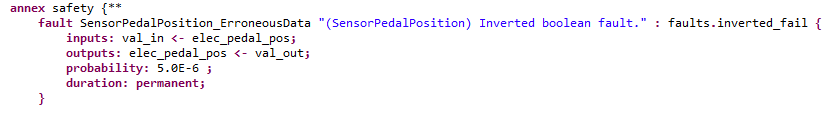 annex safety {**
fault SensorPedalPosition_ErroneousData "(SensorPedalPosition) Inverted boolean fault." : faults.inverted_fail {
inputs: val_in <- elec_pedal_pos;
outputs: elec_pedal_pos <- val_out;
probability: 5.0E-6 ;
duration: permanent;
}